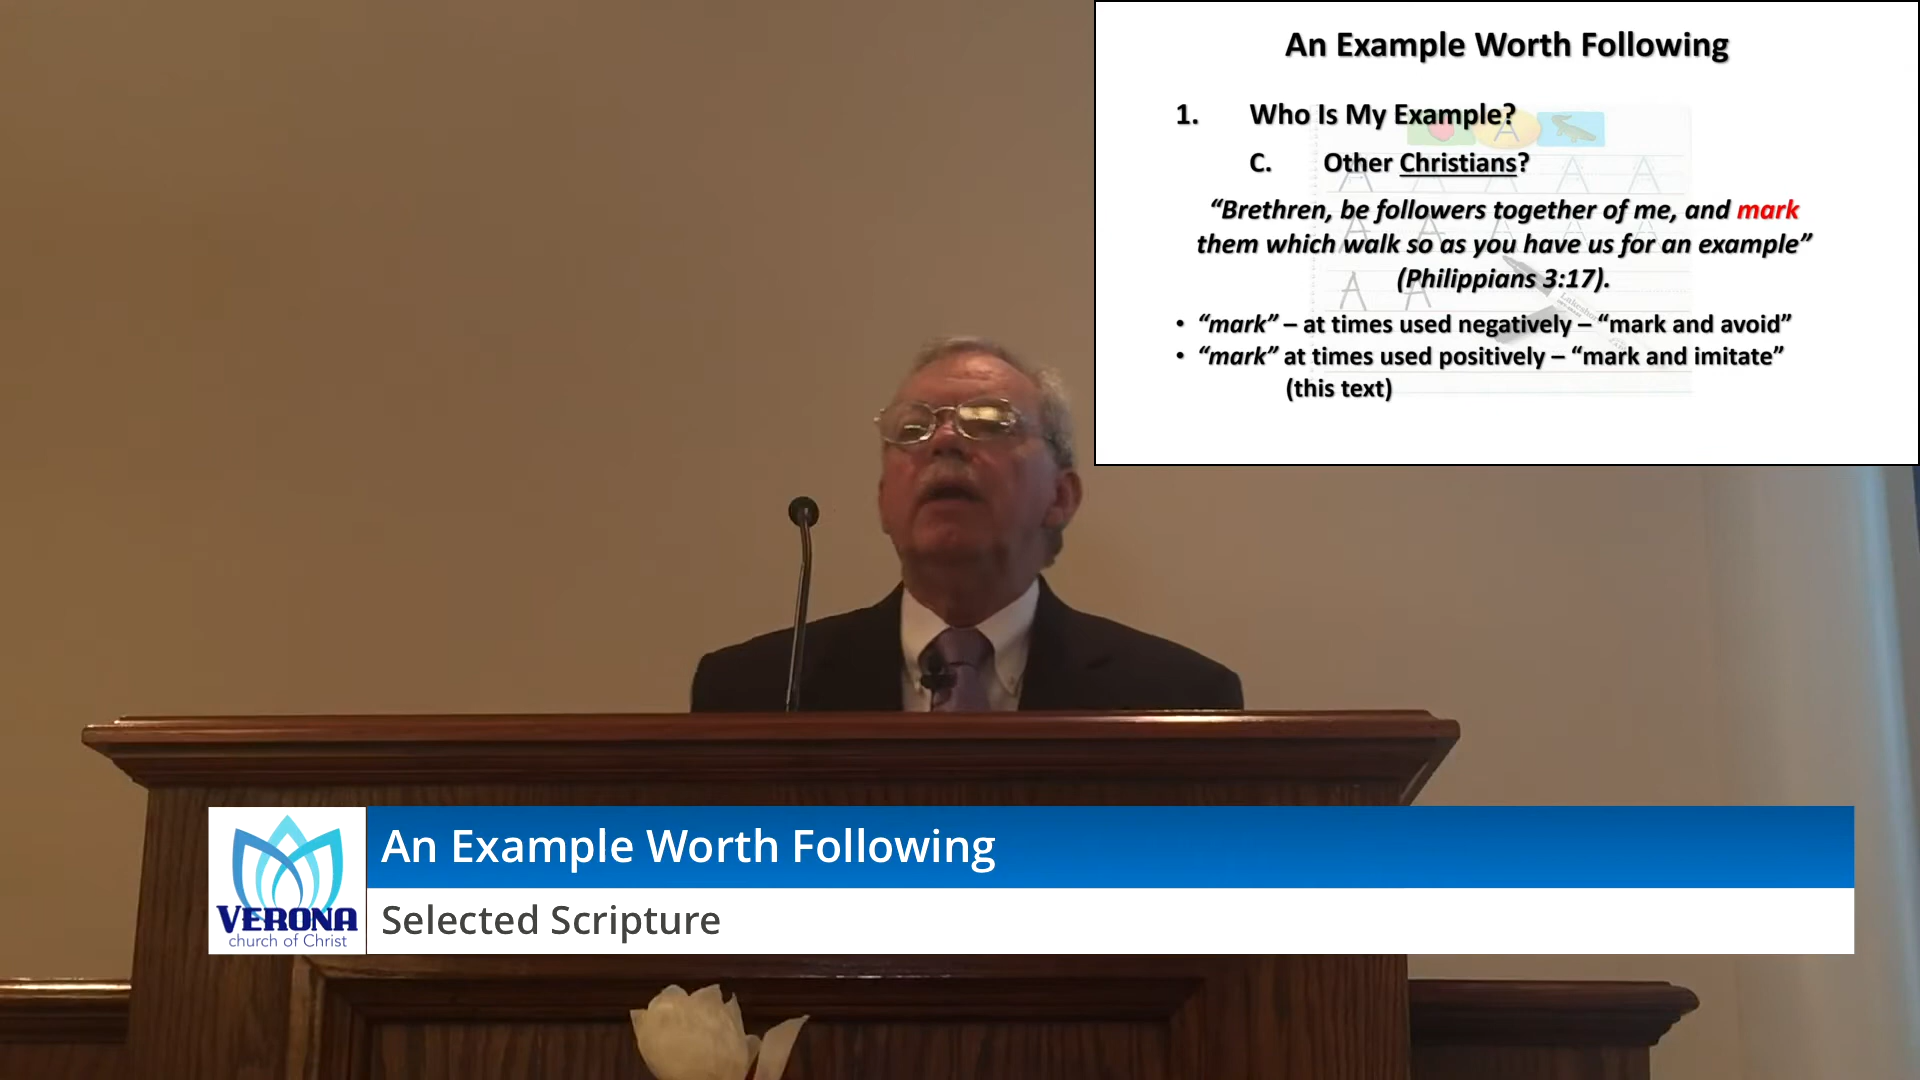 An Example Worth Following
1. Who Is My Example?
C. Other Christians?
“Brethren, be followers together of me, and mark
them which walk so as you have us for an example”
(Philippians 3:17).
• “mark” – at times used negatively – “mark and avoid”
• “mark” at times used positively – “mark and imitate”
(this text)
An Example Worth Following
VERONA
church of Christ
Selected Scripture